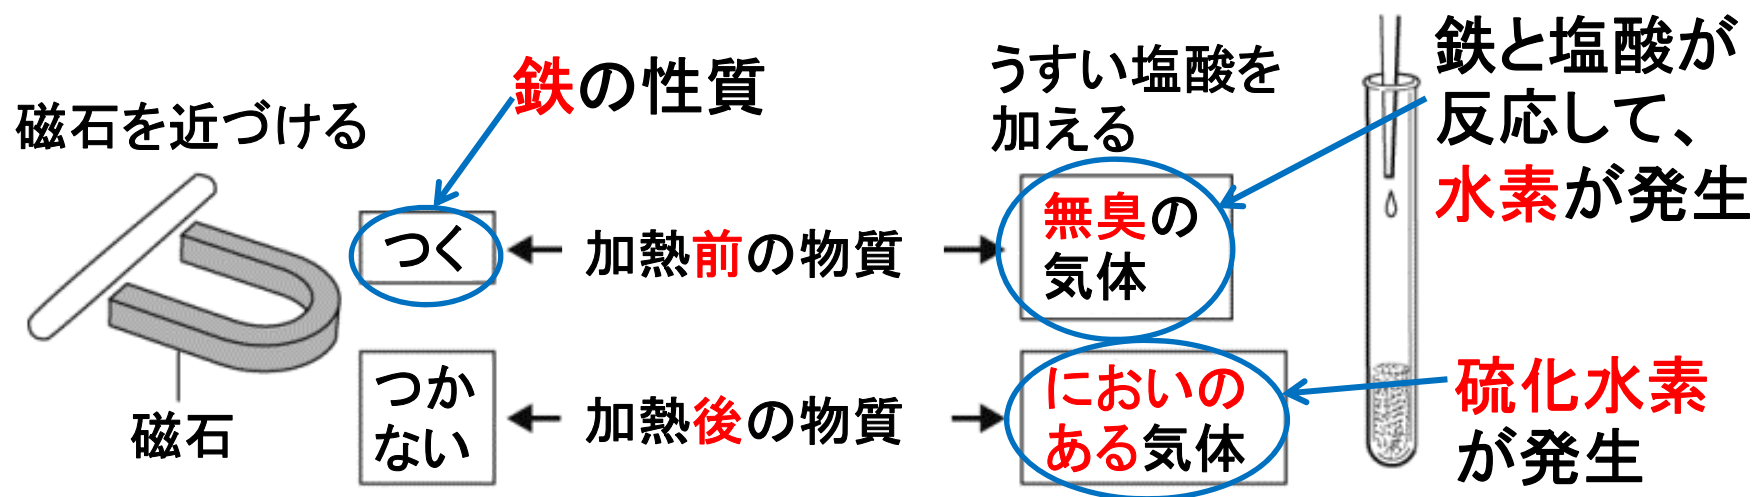 鉄の性質
磁石を近づける
つく
加熱前の物質
つか
ない
加熱後の物質
磁石
うすい塩酸を
加える
無臭の
気体
においの
ある気体
鉄と塩酸が
反応して、
水素が発生
硫化水素
が発生